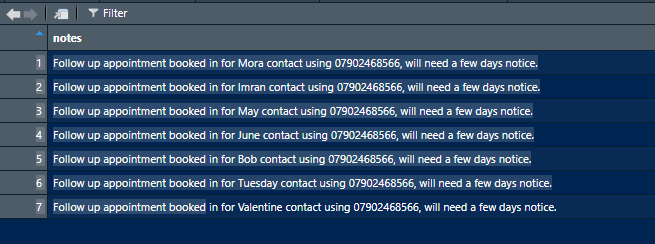 Filter
notes
1 Follow up appointment booked in for Mora contact using 07902468566, will need a few days notice.
2 Follow up appointment booked in for Imran contact using 07902468566, will need a few days notice.
3 Follow up appointment booked in for May contact using 07902468566, will need a few days notice.
4 Follow up appointment booked in for June contact using 07902468566, will need a few days notice.
5 Follow up appointment booked in for Bob contact using 07902468566, will need a few days notice.
6 Follow up appointment booked in for Tuesday contact using 07902468566, will need a few days notice.
7 Follow up appointment booked in for Valentine contact using 07902468566, will need a few days notice.